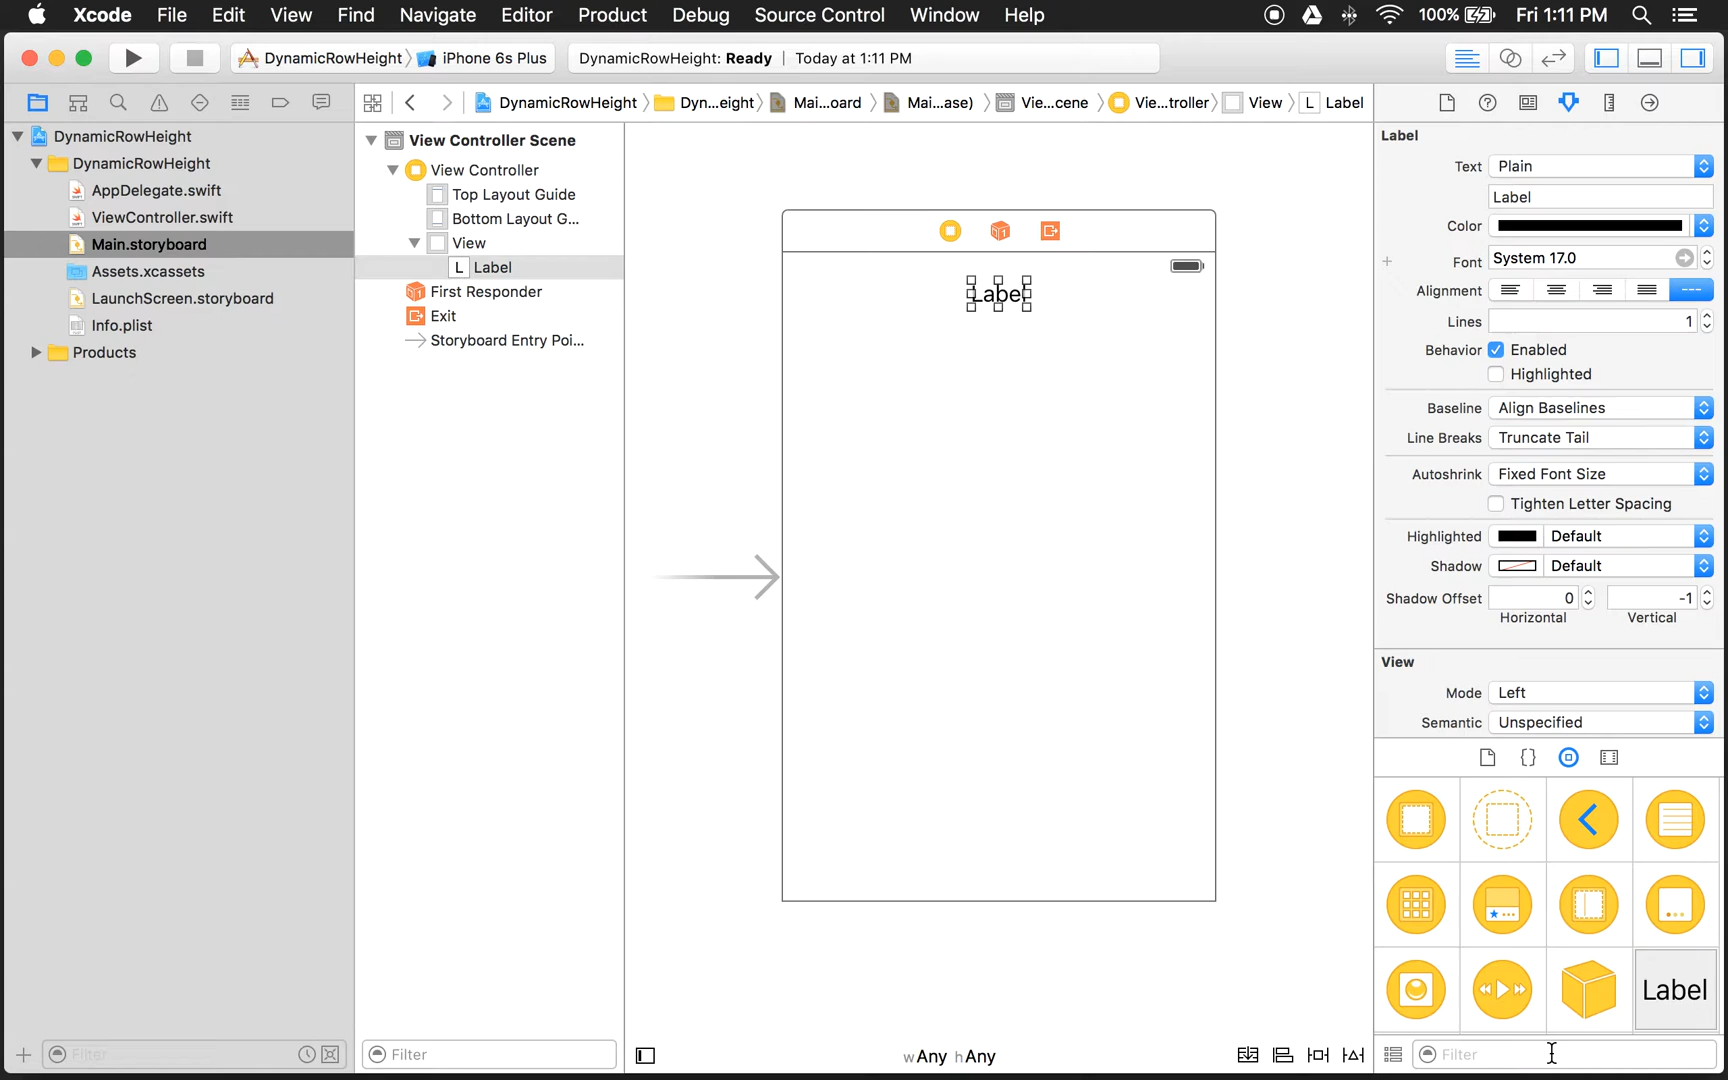 Xcode File Edit View Find Navigate Editor Product Debug Source Control Window Help 100% Fri 1:11 PM
DynamicRowHeight iPhone 6s Plus DynamicRowHeight: Ready Today at 1:11 PM
DynamicRowHeight Dyn...eight Mai...oard Mai...ase) Vie...cene Vie...troller View L Label
DynamicRowHeight
DynamicRowHeight
AppDelegate.swift
ViewController.swift
Main.storyboard
Assets.xcassets
LaunchScreen.storyboard
Info.plist
Products
Filter
View Controller Scene
View Controller
Top Layout Guide
Bottom Layout G...
View
L Label
First Responder
Exit
Storyboard Entry Poi...
Filter
Label
wAny hAny
Label
Text Plain
Label
Color
Font System 17.0
Alignment
Lines 1
Behavior Enabled
Highlighted
Baseline Align Baselines
Line Breaks Truncate Tail
Autoshrink Fixed Font Size
Tighten Letter Spacing
Highlighted Default
Shadow Default
Shadow Offset 0 -1
Horizontal Vertical
View
Mode Left
Semantic Unspecified
Label
Filter